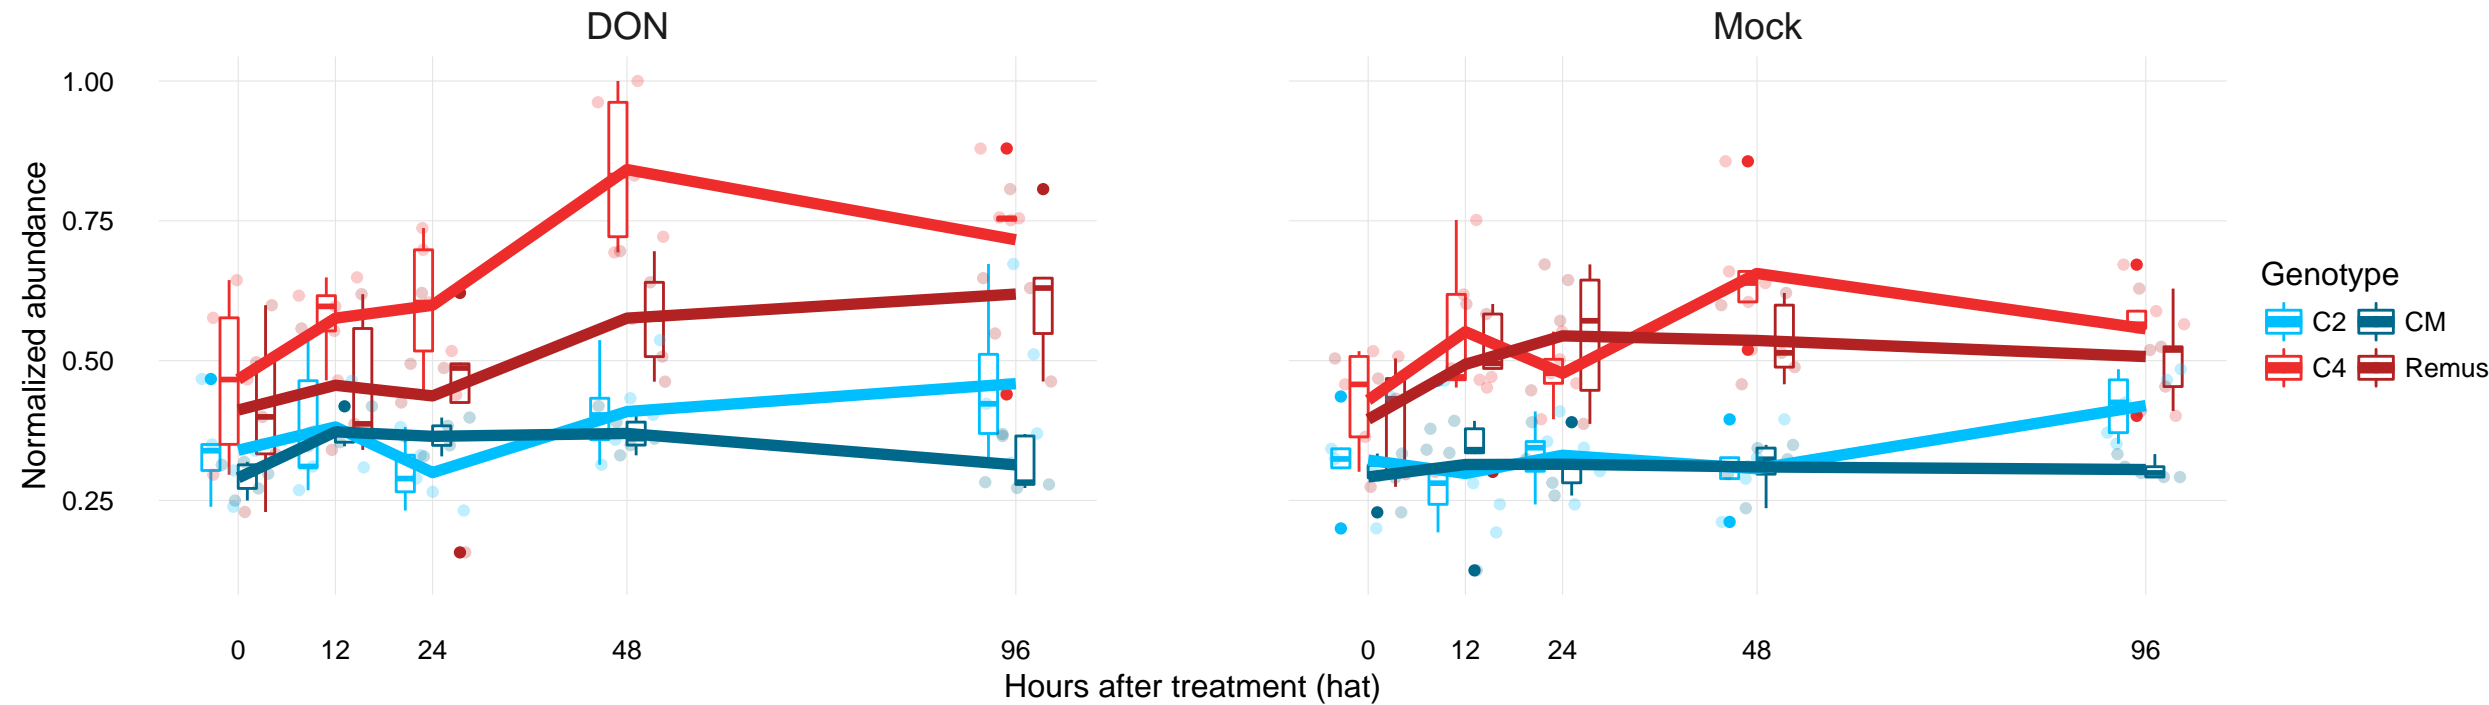 DON
Mock
1.00
0.75
0.50
0.25
Normalized abundance
0 12 24 48 96
0 12 24 48 96
Hours after treatment (hat)
Genotype
C2 CM
C4 Remus